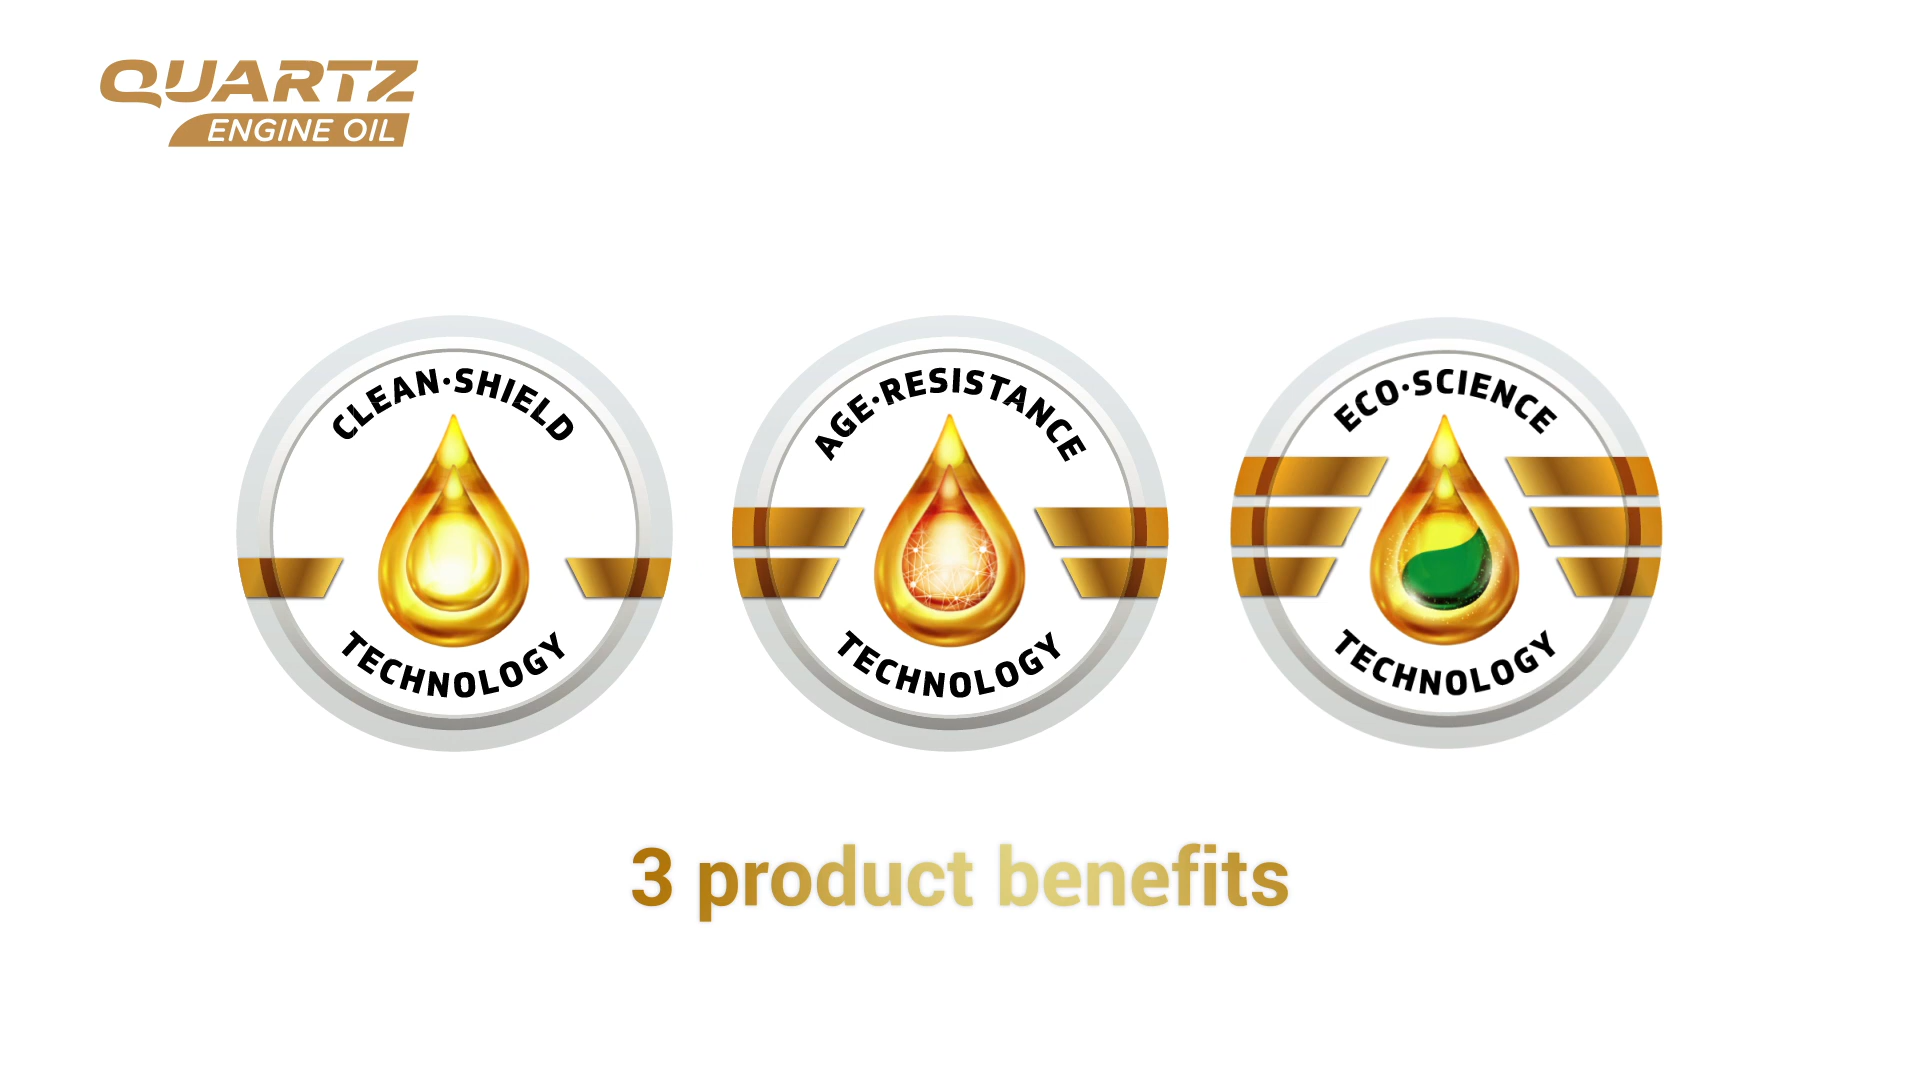 QUARTZ
ENGINE OIL
CLEAN·SHIELD
TECHNOLOGY
AGE·RESISTANCE
TECHNOLOGY
ECO·SCIENCE
TECHNOLOGY
3 product benefits